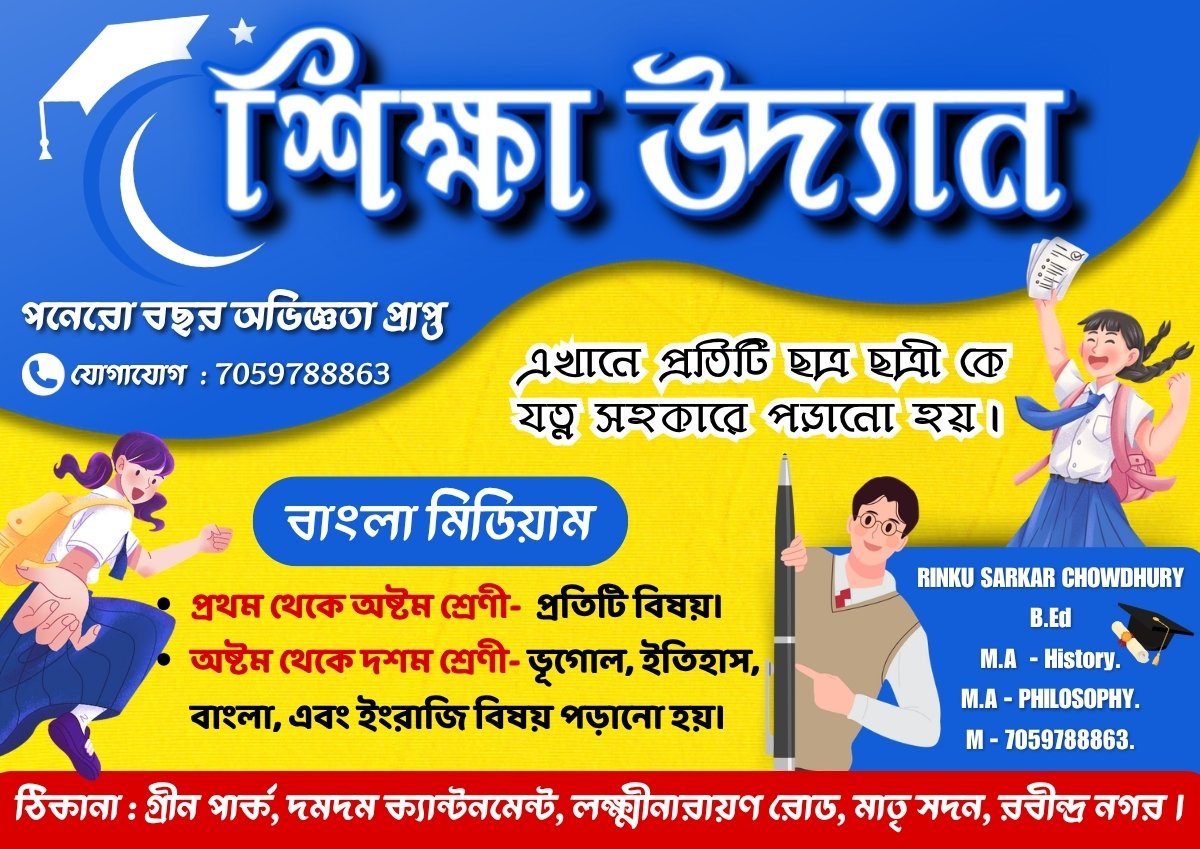 শিক্ষা উদ্যান
পনেরো বছর অভিজ্ঞতা প্রাপ্ত
যোগাযোগ : 7059788863
এখানে প্রতিটি ছাত্র ছত্রী কে
যত্ন সহকারে পড়ানো হয়।
বাংলা মিডিয়াম
• প্রথম থেকে অষ্টম শ্রেণী- প্রতিটি বিষয়।
• অষ্টম থেকে দশম শ্রেণী- ভূগোল, ইতিহাস,
বাংলা, এবং ইংরাজি বিষয় পড়ানো হয়।
RINKU SARKAR CHOWDHURY
B.Ed
M.A - History.
M.A - PHILOSOPHY.
M - 7059788863.
ঠিকানা : গ্রীন পার্ক, দমদম ক্যান্টনমেন্ট, লক্ষ্মীনারায়ণ রোড, মাতৃ সদন, রবীন্দ্র নগর ।